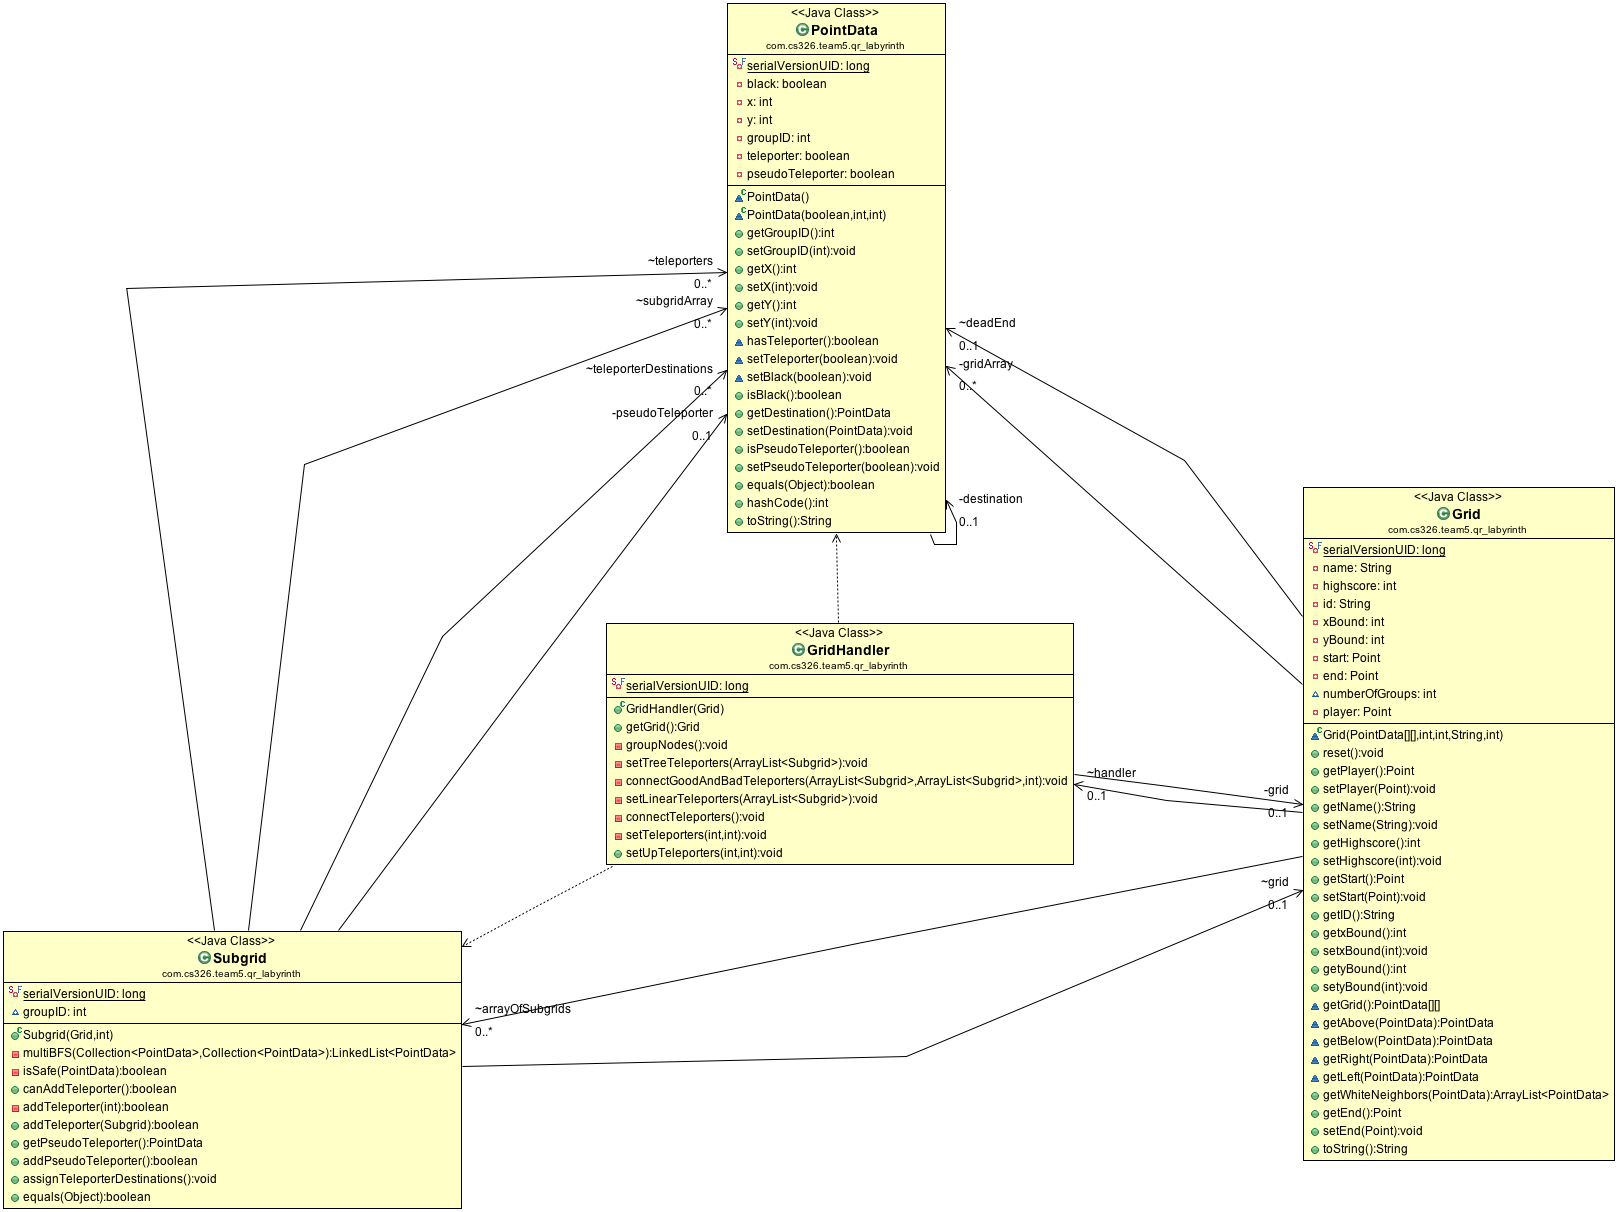 <<Java Class>>
PointData
com.cs326.team5.qr_labyrinth
serialVersionUID: long
black: boolean
x: int
y: int
groupID: int
teleporter: boolean
pseudoTeleporter: boolean
PointData()
PointData(boolean,int,int)
getGroupID():int
setGroupID(int):void
getX():int
setX(int):void
getY():int
setY(int):void
hasTeleporter():boolean
setTeleporter(boolean):void
setBlack(boolean):void
isBlack():boolean
getDestination():PointData
setDestination(PointData):void
isPseudoTeleporter():boolean
setPseudoTeleporter(boolean):void
equals(Object):boolean
hashCode():int
toString():String
~teleporters
0..*
~subgridArray
0..*
~teleporterDestinations
0..*
-pseudoTeleporter
0..1
~deadEnd
0..1
-gridArray
0..*
-destination
0..1
<<Java Class>>
GridHandler
com.cs326.team5.qr_labyrinth
serialVersionUID: long
GridHandler(Grid)
getGrid():Grid
groupNodes():void
setTreeTeleporters(ArrayList<Subgrid>):void
connectGoodAndBadTeleporters(ArrayList<Subgrid>,ArrayList<Subgrid>,int):void
setLinearTeleporters(ArrayList<Subgrid>):void
connectTeleporters():void
setTeleporters(int,int):void
setUpTeleporters(int,int):void
~handler
0..1
-grid
0..1
~grid
0..1
~arrayOfSubgrids
0..*
<<Java Class>>
Grid
com.cs326.team5.qr_labyrinth
serialVersionUID: long
name: String
highscore: int
id: String
xBound: int
yBound: int
start: Point
end: Point
numberOfGroups: int
player: Point
Grid(PointData[][],int,int,String,int)
reset():void
getPlayer():Point
setPlayer(Point):void
getName():String
setName(String):void
getHighscore():int
setHighscore(int):void
getStart():Point
setStart(Point):void
getID():String
getxBound():int
setxBound(int):void
getyBound():int
setyBound(int):void
getGrid():PointData[][]
getAbove(PointData):PointData
getBelow(PointData):PointData
getRight(PointData):PointData
getLeft(PointData):PointData
getWhiteNeighbors(PointData):ArrayList<PointData>
getEnd():Point
setEnd(Point):void
toString():String
<<Java Class>>
Subgrid
com.cs326.team5.qr_labyrinth
serialVersionUID: long
groupID: int
Subgrid(Grid,int)
multiBFS(Collection<PointData>,Collection<PointData>):LinkedList<PointData>
isSafe(PointData):boolean
canAddTeleporter():boolean
addTeleporter(int):boolean
addTeleporter(Subgrid):boolean
getPseudoTeleporter():PointData
addPseudoTeleporter():boolean
assignTeleporterDestinations():void
equals(Object):boolean